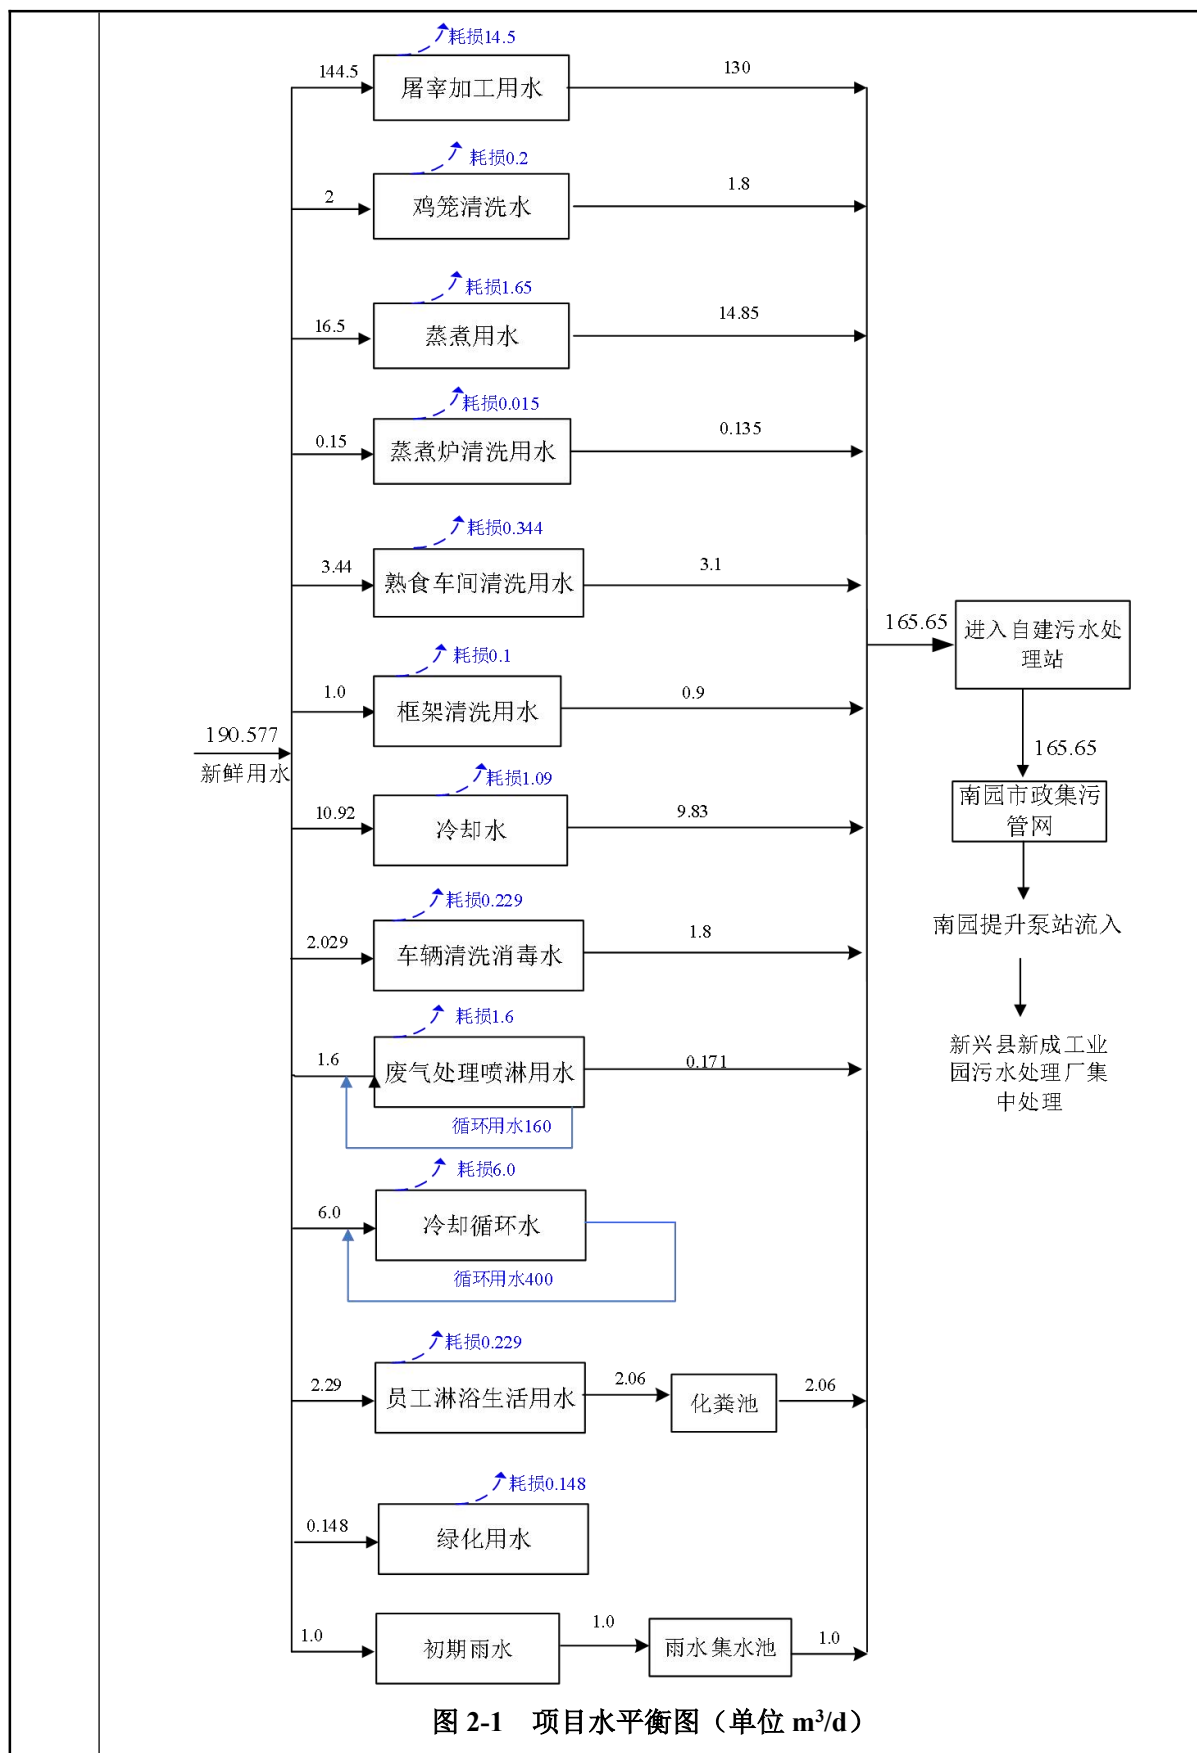 耗损14.5
144.5
屠宰加工用水
130
耗损0.2
2
鸡笼清洗水
1.8
耗损1.65
16.5
蒸煮用水
14.85
耗损0.015
0.15
蒸煮炉清洗用水
0.135
耗损0.344
3.44
熟食车间清洗用水
3.1
耗损0.1
1.0
框架清洗用水
0.9
190.577
新鲜用水
耗损1.09
10.92
冷却水
9.83
耗损0.229
2.029
车辆清洗消毒水
1.8
耗损1.6
1.6
废气处理喷淋用水
0.171
循环用水160
耗损6.0
6.0
冷却循环水
循环用水400
耗损0.229
2.29
员工淋浴生活用水
2.06
化粪池
2.06
耗损0.148
0.148
绿化用水
1.0
初期雨水
1.0
雨水集水池
1.0
165.65
进入自建污水处
理站
165.65
南园市政集污
管网
南园提升泵站流入
新兴县新成工业
园污水处理厂集
中处理
图 2-1 项目水平衡图（单位 m³/d）